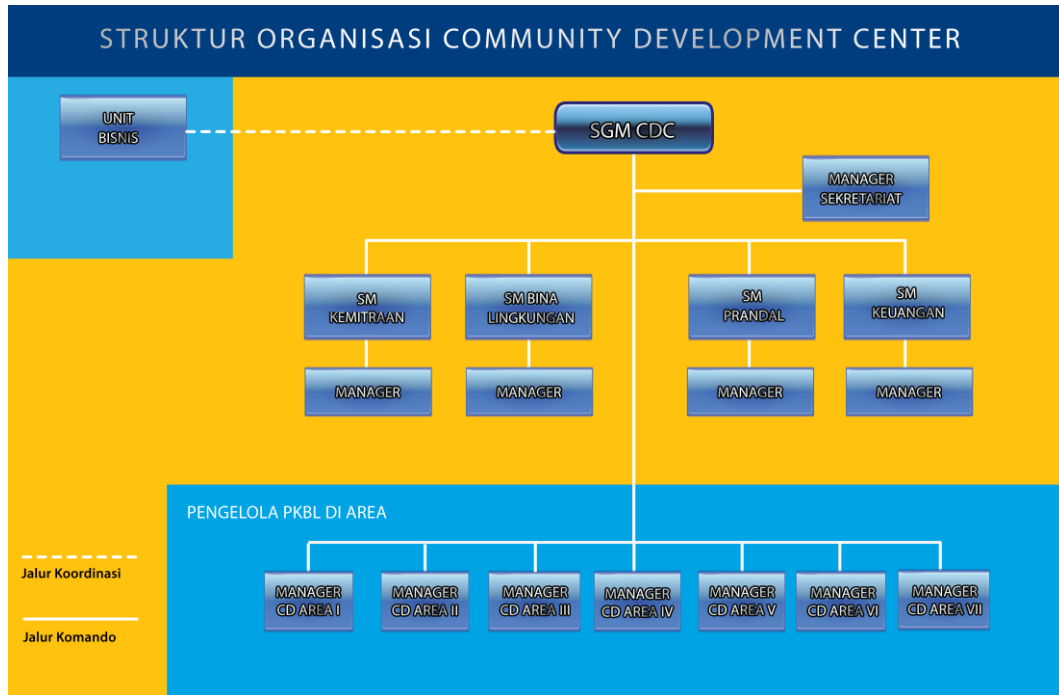 STRUKTUR ORGANISASI COMMUNITY DEVELOPMENT CENTER
UNIT
BISNIS
SGM CDC
MANAGER
SEKRETARIAT
SM
KEMITRAAN
SM BINA
LINGKUNGAN
SM
PRANDAL
SM
KEUANGAN
MANAGER
MANAGER
MANAGER
MANAGER
PENGELOLA PKBL DI AREA
Jalur Koordinasi
Jalur Komando
MANAGER
CD AREA I
MANAGER
CD AREA II
MANAGER
CD AREA III
MANAGER
CD AREA IV
MANAGER
CD AREA V
MANAGER
CD AREA VI
MANAGER
CD AREA VII